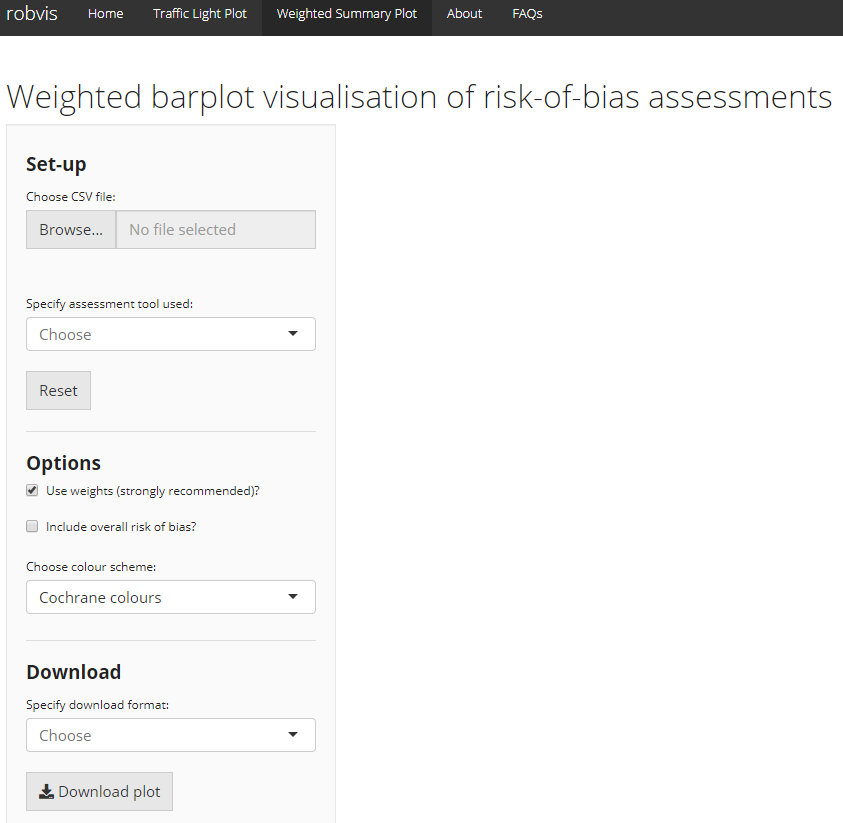 robvis Home Traffic Light Plot Weighted Summary Plot About FAQs
Weighted barplot visualisation of risk-of-bias assessments
Set-up
Choose CSV file:
Browse... No file selected
Specify assessment tool used:
Choose
Reset
Options
Use weights (strongly recommended)?
Include overall risk of bias?
Choose colour scheme:
Cochrane colours
Download
Specify download format:
Choose
Download plot